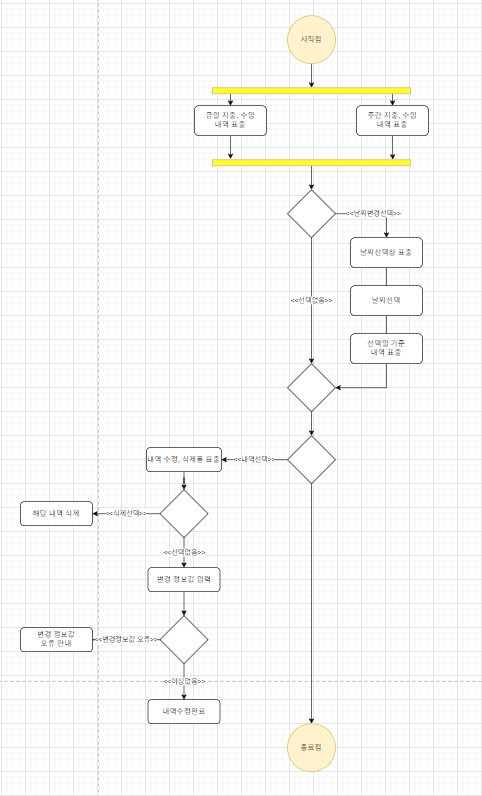 시작점
금일 지출, 수입
내역 표출
주간 지출, 수입
내역 표출
<<날짜변경선택>>
날짜선택창 표출
<<선택없음>>
날짜선택
선택일 기준
내역 표출
내역 수정, 삭제폼 표출
<<내역선택>>
해당 내역 삭제
<<삭제선택>>
<<선택없음>>
변경 정보값 입력
변경 정보값
오류 안내
<<변경정보값 오류>>
<<이상없음>>
내역수정완료
종료점